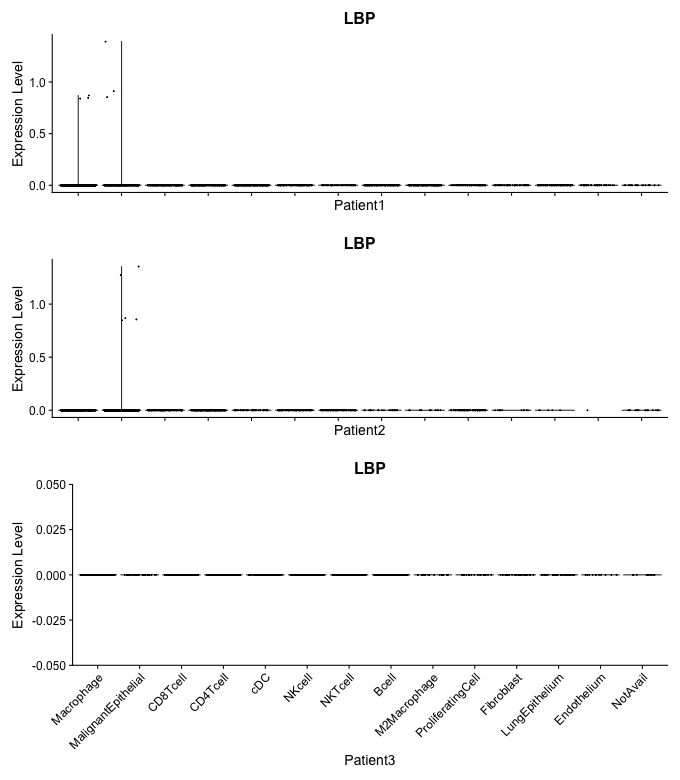 LBP
Expression Level
1.0
0.5
0.0
Patient1
LBP
Expression Level
1.0
0.5
0.0
Patient2
LBP
Expression Level
0.050
0.025
0.000
-0.025
-0.050
Macrophage
MalignantEpithelial
CD8Tcell
CD4Tcell
cDC
NKcell
NKTcell
Bcell
M2Macrophage
ProliferatingCell
Fibroblast
LungEpithelium
Endothelium
NotAvail
Patient3